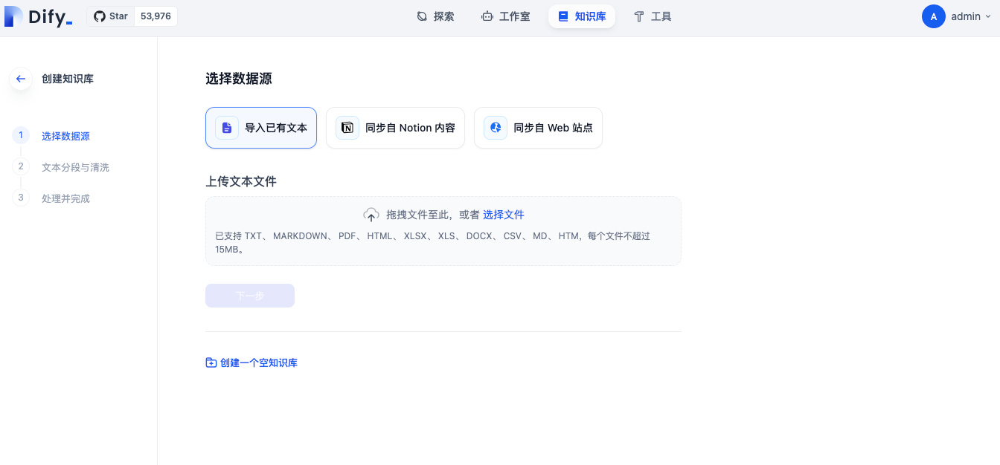 Dify_
Star 53,976
探索 工作室 知识库 工具
A admin
创建知识库
1 选择数据源
2 文本分段与清洗
3 处理并完成
选择数据源
导入已有文本 同步自 Notion 内容 同步自 Web 站点
上传文本文件
拖拽文件至此，或者 选择文件
已支持 TXT、 MARKDOWN、 PDF、 HTML、 XLSX、 XLS、 DOCX、 CSV、 MD、 HTM，每个文件不超过
15MB。
下一步
创建一个空知识库